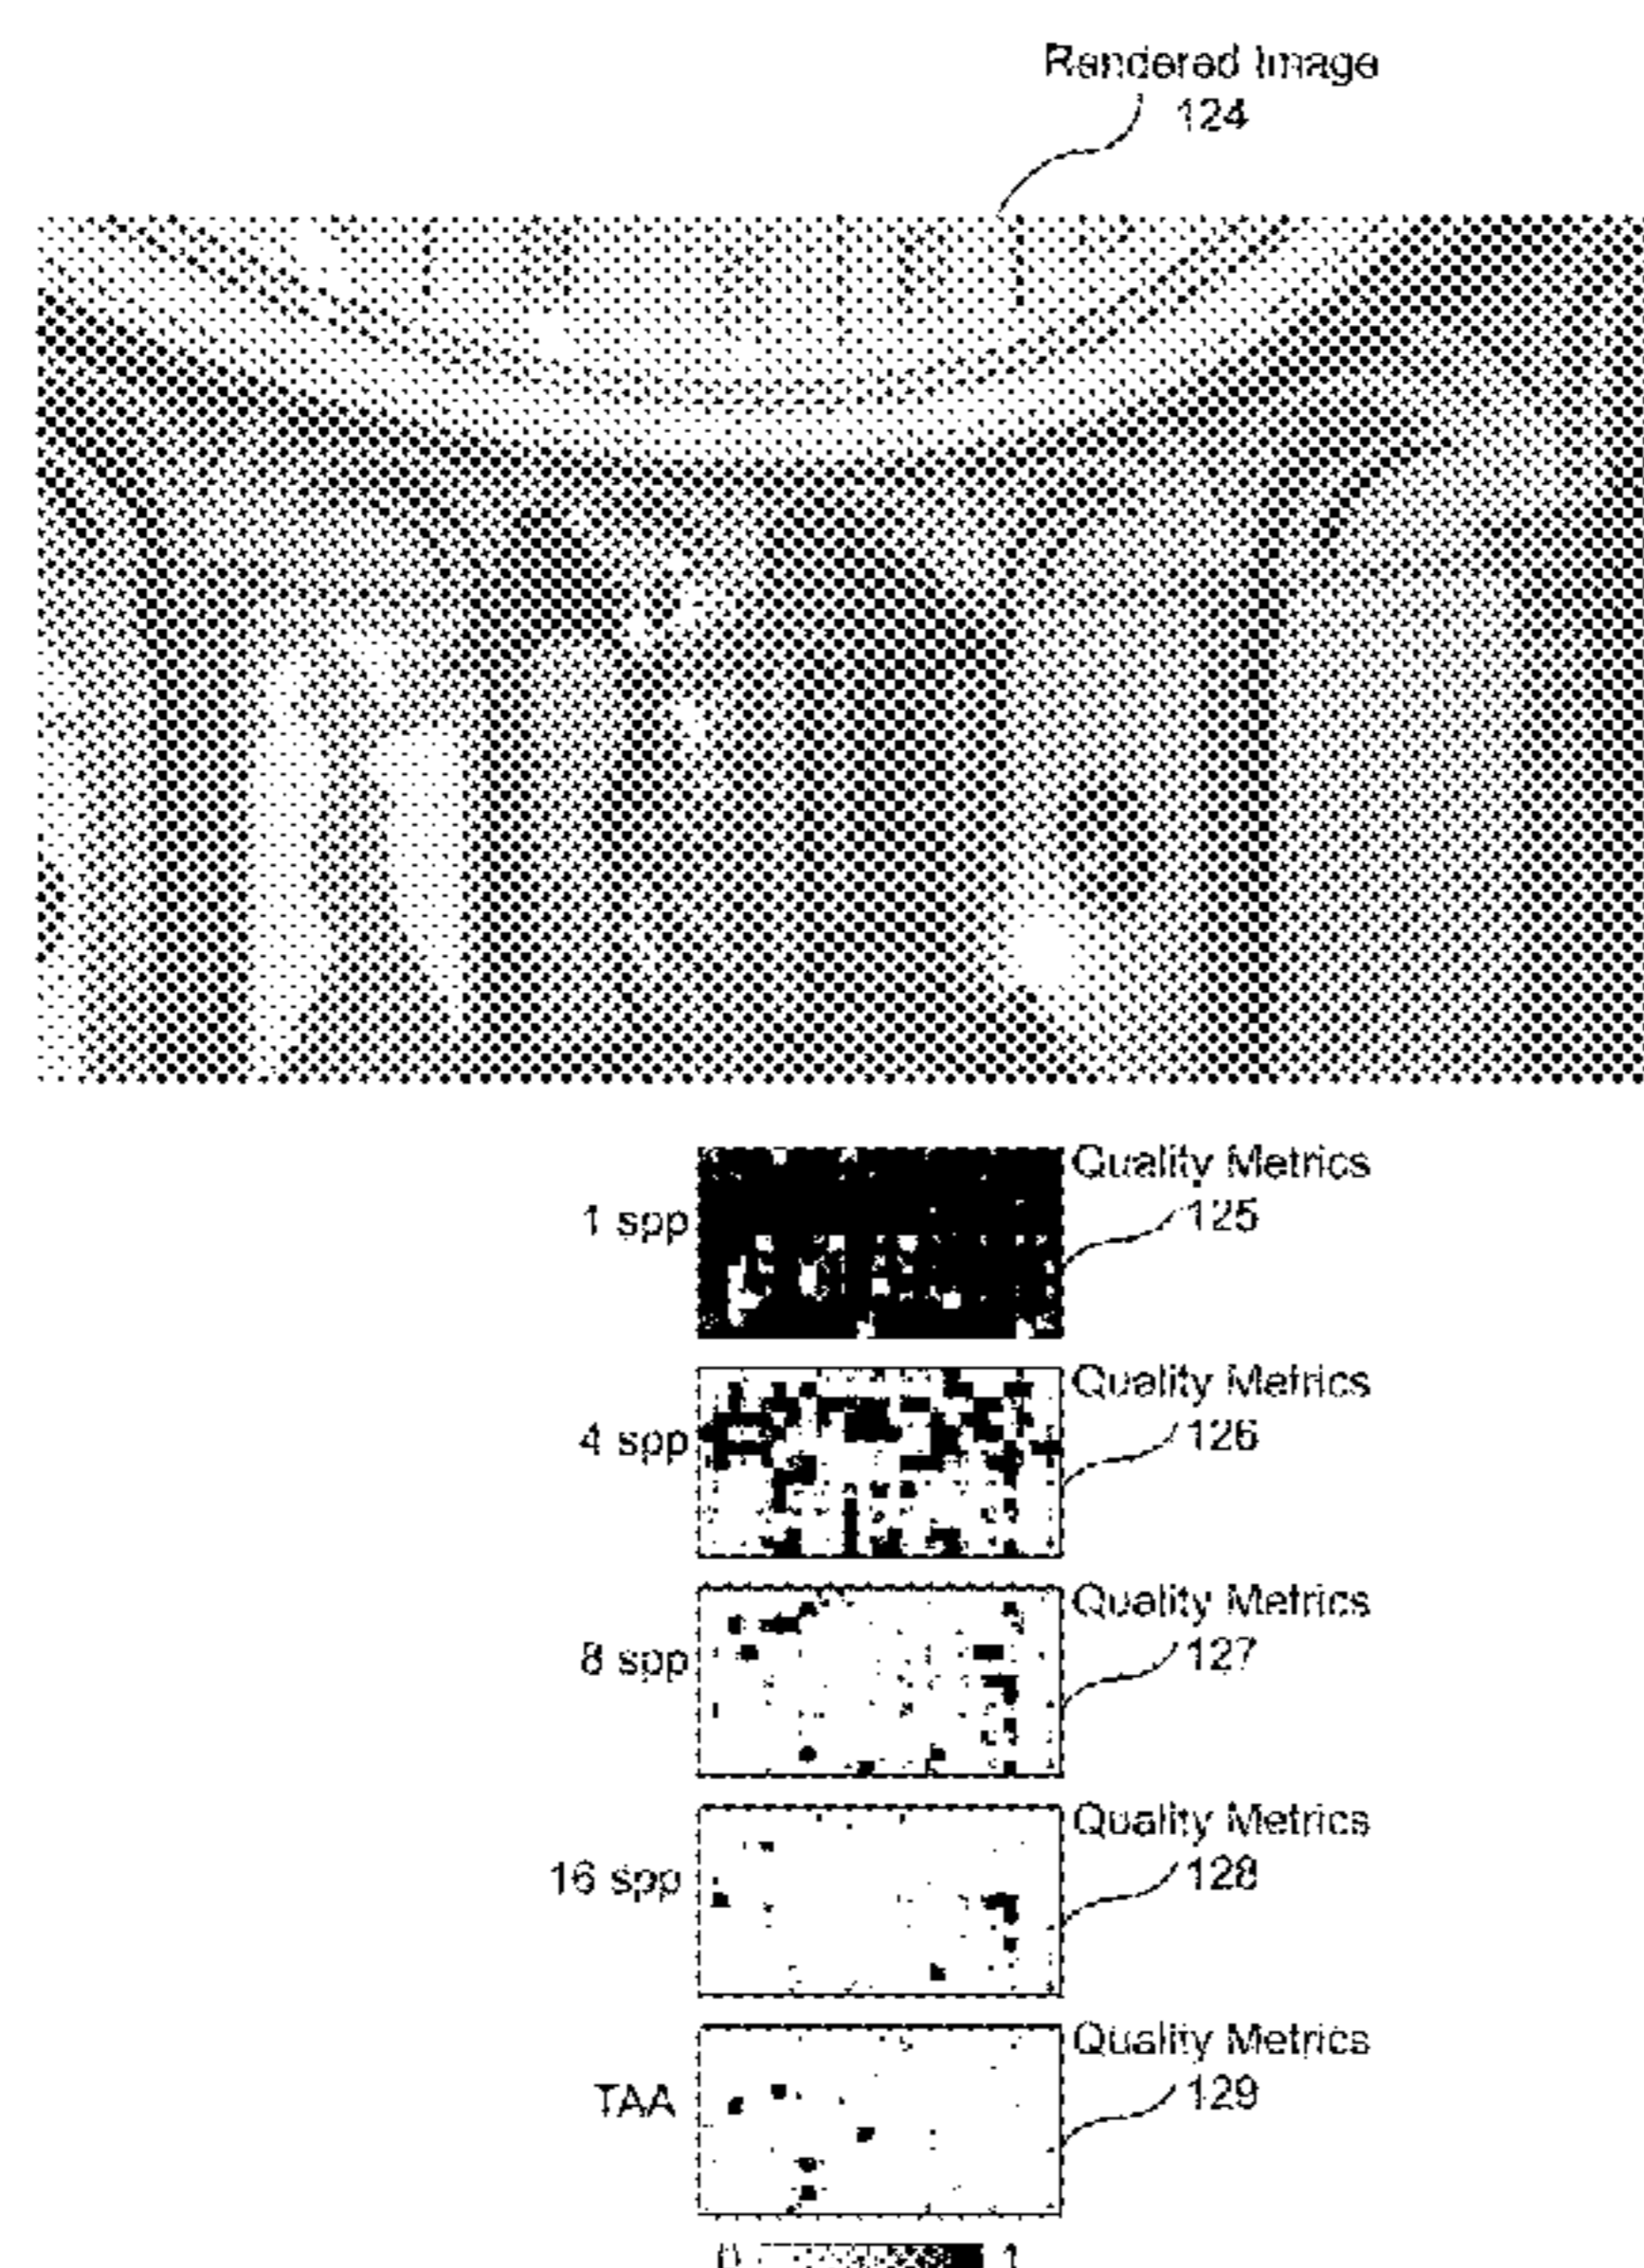 Rendered Image
124
Quality Metrics
1 spp
125
Quality Metrics
4 spp
126
Quality Metrics
8 spp
127
Quality Metrics
16 spp
128
Quality Metrics
TAA
129
0 1